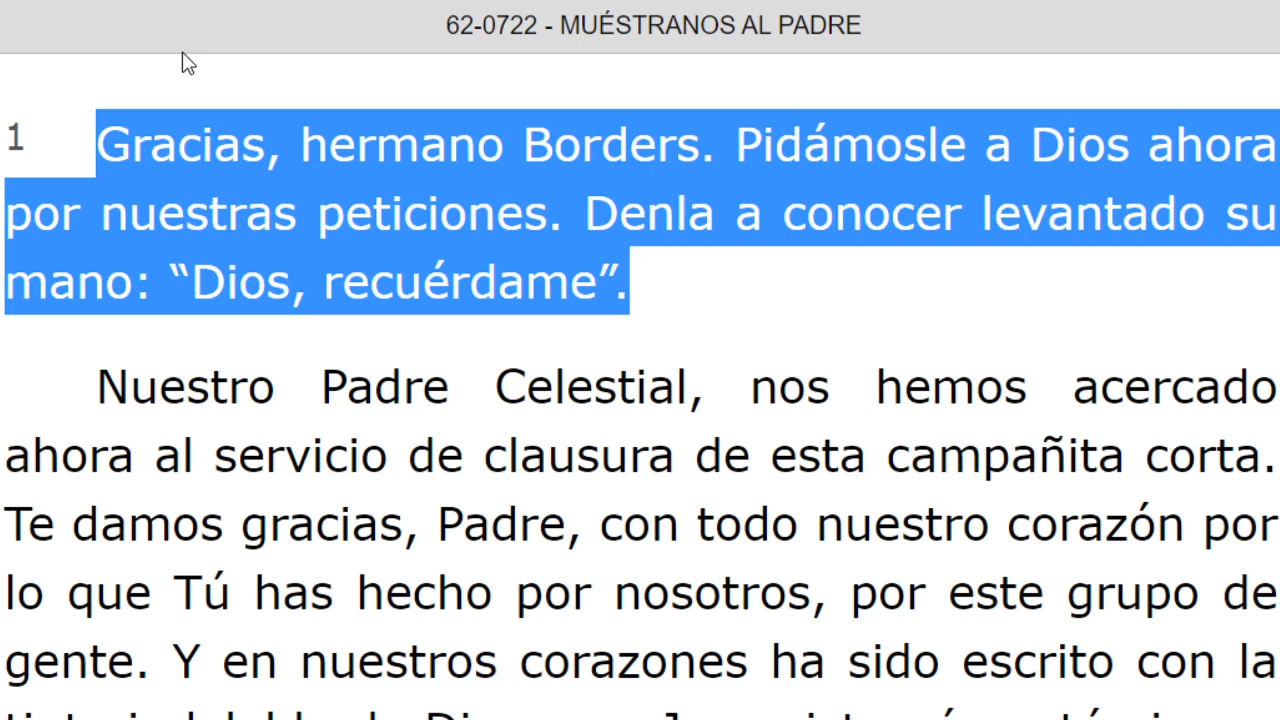 62-0722 - MUÉSTRANOS AL PADRE
1 Gracias, hermano Borders. Pidámosle a Dios ahora
por nuestras peticiones. Denla a conocer levantado su
mano: “Dios, recuérdame”.
Nuestro Padre Celestial, nos hemos acercado
ahora al servicio de clausura de esta campañita corta.
Te damos gracias, Padre, con todo nuestro corazón por
lo que Tú has hecho por nosotros, por este grupo de
gente. Y en nuestros corazones ha sido escrito con la